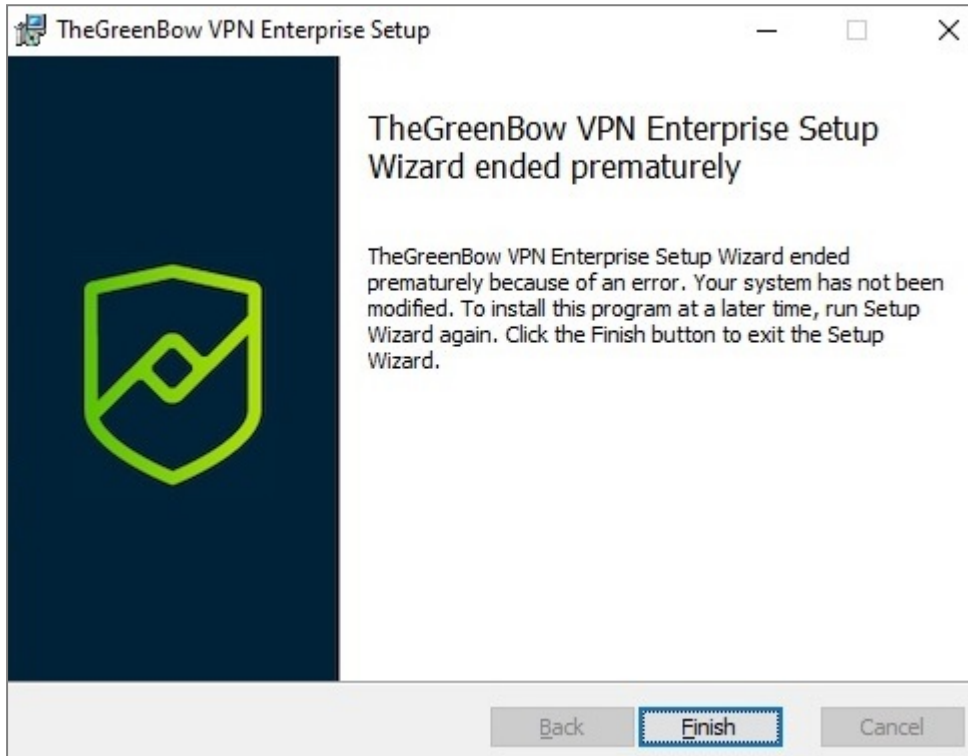 TheGreenBow VPN Enterprise Setup
TheGreenBow VPN Enterprise Setup
Wizard ended prematurely
TheGreenBow VPN Enterprise Setup Wizard ended
prematurely because of an error. Your system has not been
modified. To install this program at a later time, run Setup
Wizard again. Click the Finish button to exit the Setup
Wizard.
Back Finish Cancel